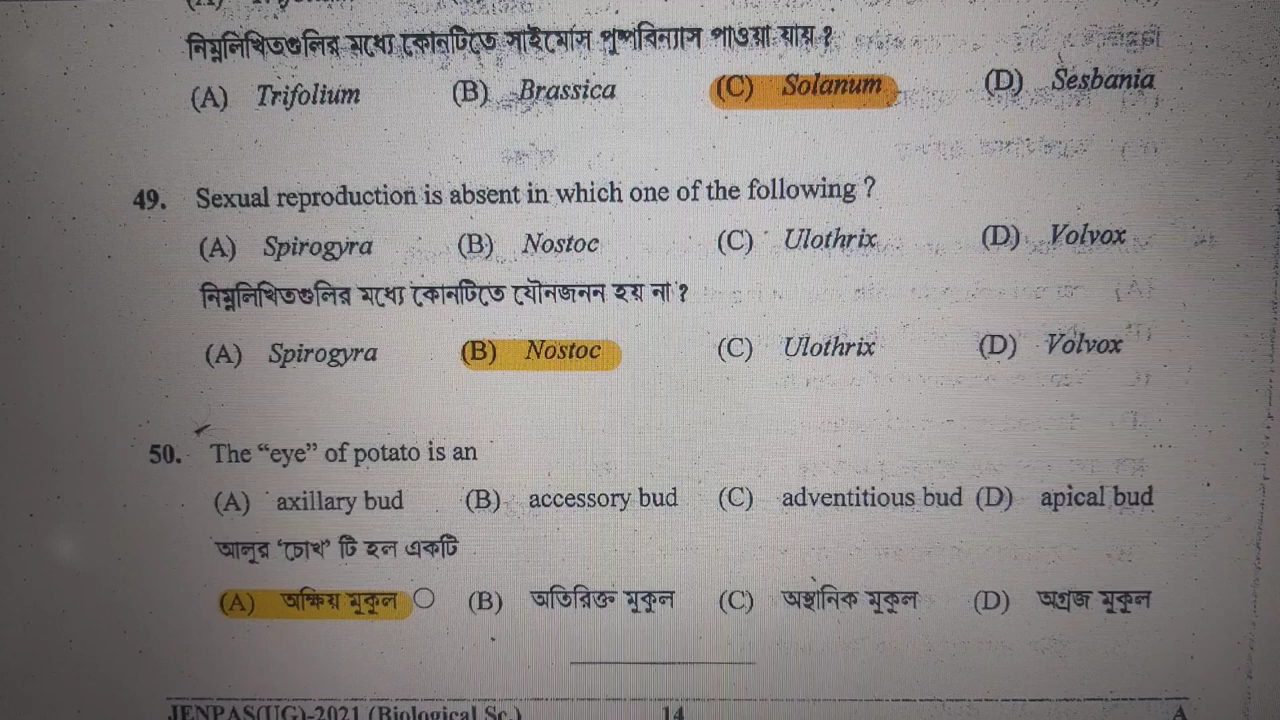 নিম্নলিখিতগুলির মধ্যে কোনটিতে সাইমোস পুষ্পবিন্যাস পাওয়া যায় ?
(A) Trifolium (B) Brassica (C) Solanum (D) Sesbania
49. Sexual reproduction is absent in which one of the following ?
(A) Spirogyra (B) Nostoc (C) Ulothrix (D) Volvox
নিম্নলিখিতগুলির মধ্যে কোনটিতে যৌনজনন হয় না ?
(A) Spirogyra (B) Nostoc (C) Ulothrix (D) Volvox
50. The “eye” of potato is an
(A) axillary bud (B) accessory bud (C) adventitious bud (D) apical bud
আলুর ‘চোখ’ টি হল একটি
(A) অক্ষিয় মুকুল (B) অতিরিক্ত মুকুল (C) অস্থানিক মুকুল (D) অগ্রজ মুকুল
JENPAS(UG)-2021 (Biological Sc.) 14 A